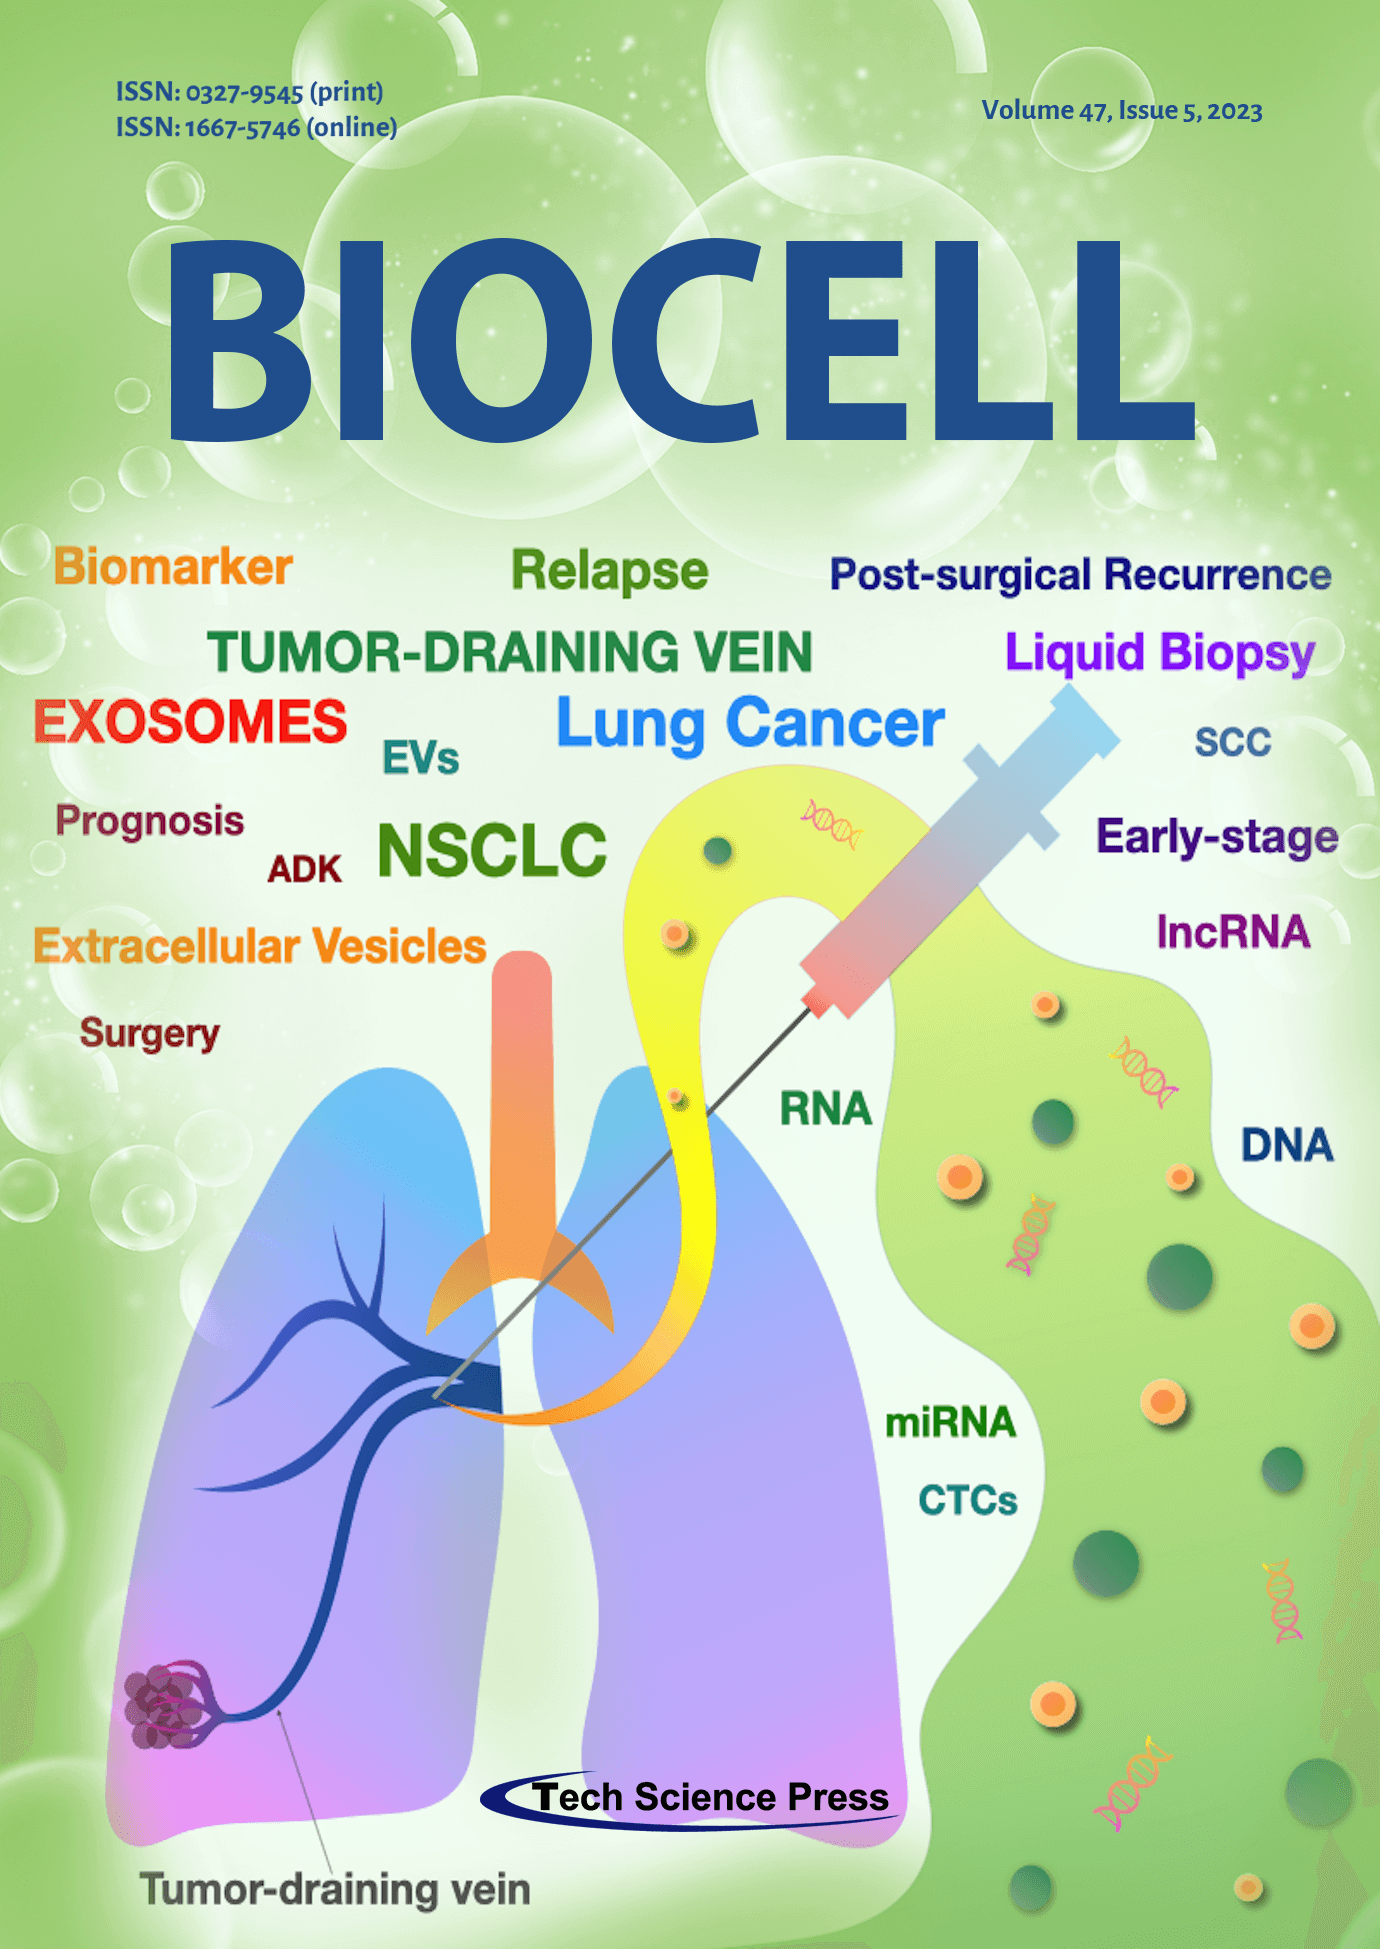 ISSN: 0327-9545 (print)
ISSN: 1667-5746 (online)
Volume 47, Issue 5, 2023
BIOCELL
Biomarker
Relapse
Post-surgical Recurrence
TUMOR-DRAINING VEIN
Liquid Biopsy
EXOSOMES
EVs
Lung Cancer
SCC
Prognosis
ADK
NSCLC
Early-stage
Extracellular Vesicles
lncRNA
Surgery
RNA
DNA
miRNA
CTCs
Tech Science Press
Tumor-draining vein